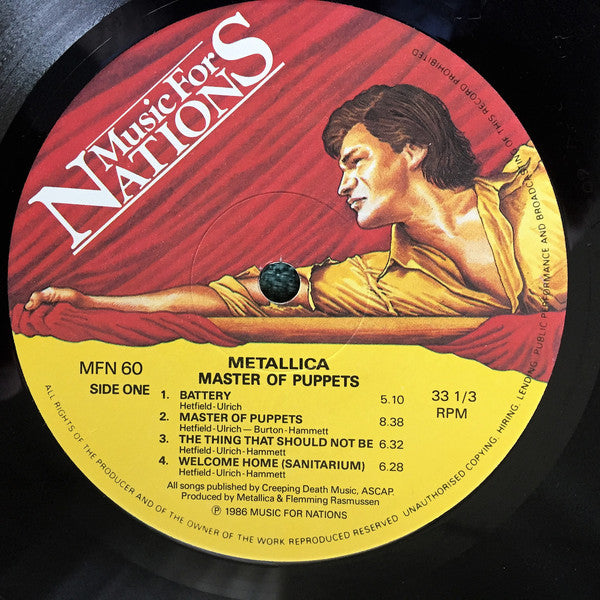 Music For
NATIONS
MFN 60
SIDE ONE
METALLICA
MASTER OF PUPPETS
33 1/3
RPM
1. BATTERY 5.10
Hetfield-Ulrich
2. MASTER OF PUPPETS 8.38
Hetfield-Ulrich — Burton-Hammett
3. THE THING THAT SHOULD NOT BE 6.32
Hetfield-Ulrich-Hammett
4. WELCOME HOME (SANITARIUM) 6.28
Hetfield-Ulrich-Hammett
All songs published by Creeping Death Music, ASCAP.
Produced by Metallica & Flemming Rasmussen
℗ 1986 MUSIC FOR NATIONS
ALL RIGHTS OF THE PRODUCER AND OF THE OWNER OF THE WORK REPRODUCED RESERVED. UNAUTHORISED COPYING. HIRING. LENDING. PUBLIC PERFORMANCE AND BROADCASTING OF THIS RECORD PROHIBITED